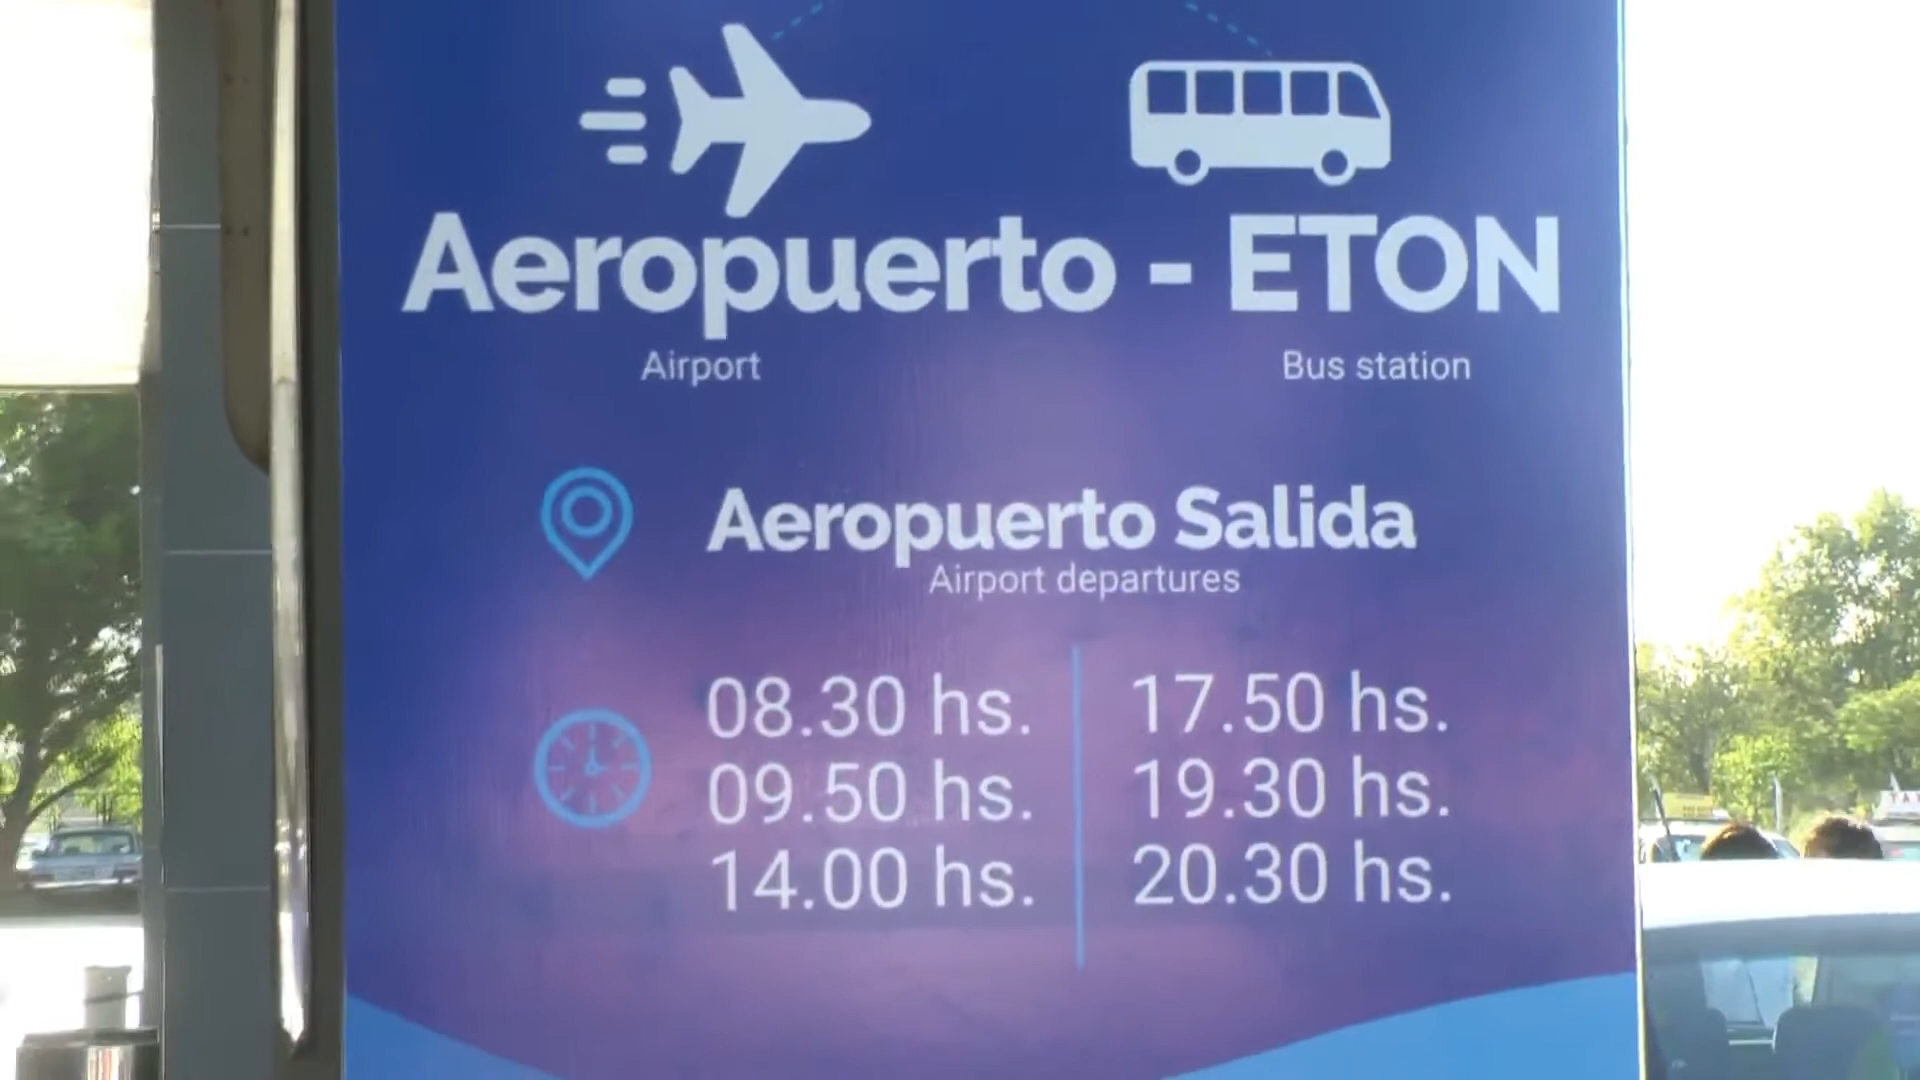 Aeropuerto - ETON
Airport
Bus station
Aeropuerto Salida
Airport departures
08.30 hs.
09.50 hs.
14.00 hs.
17.50 hs.
19.30 hs.
20.30 hs.